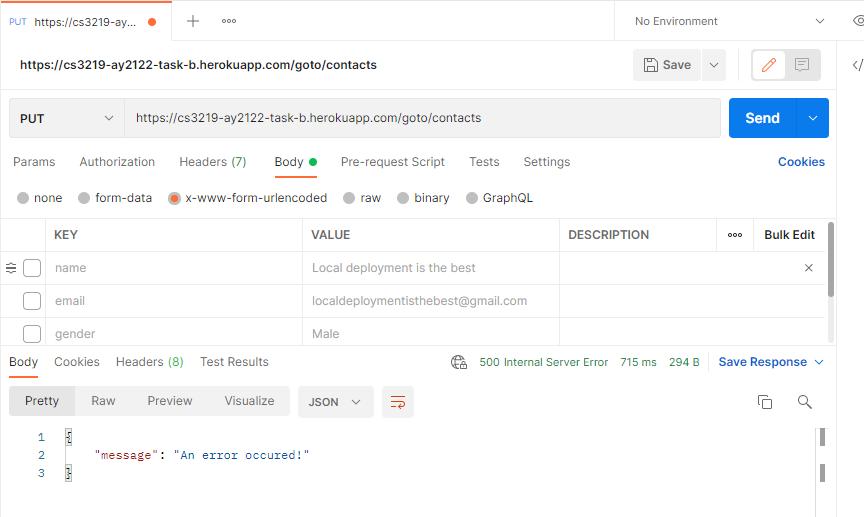 PUT https://cs3219-ay... No Environment
https://cs3219-ay2122-task-b.herokuapp.com/goto/contacts Save </
PUT https://cs3219-ay2122-task-b.herokuapp.com/goto/contacts Send
Params Authorization Headers (7) Body Pre-request Script Tests Settings Cookies
none form-data x-www-form-urlencoded raw binary GraphQL
KEY VALUE DESCRIPTION Bulk Edit
name Local deployment is the best
email localdeploymentisthebest@gmail.com
gender Male
Body Cookies Headers (8) Test Results 500 Internal Server Error 715 ms 294 B Save Response
Pretty Raw Preview Visualize JSON
1 {
2 "message": "An error occured!"
3 }